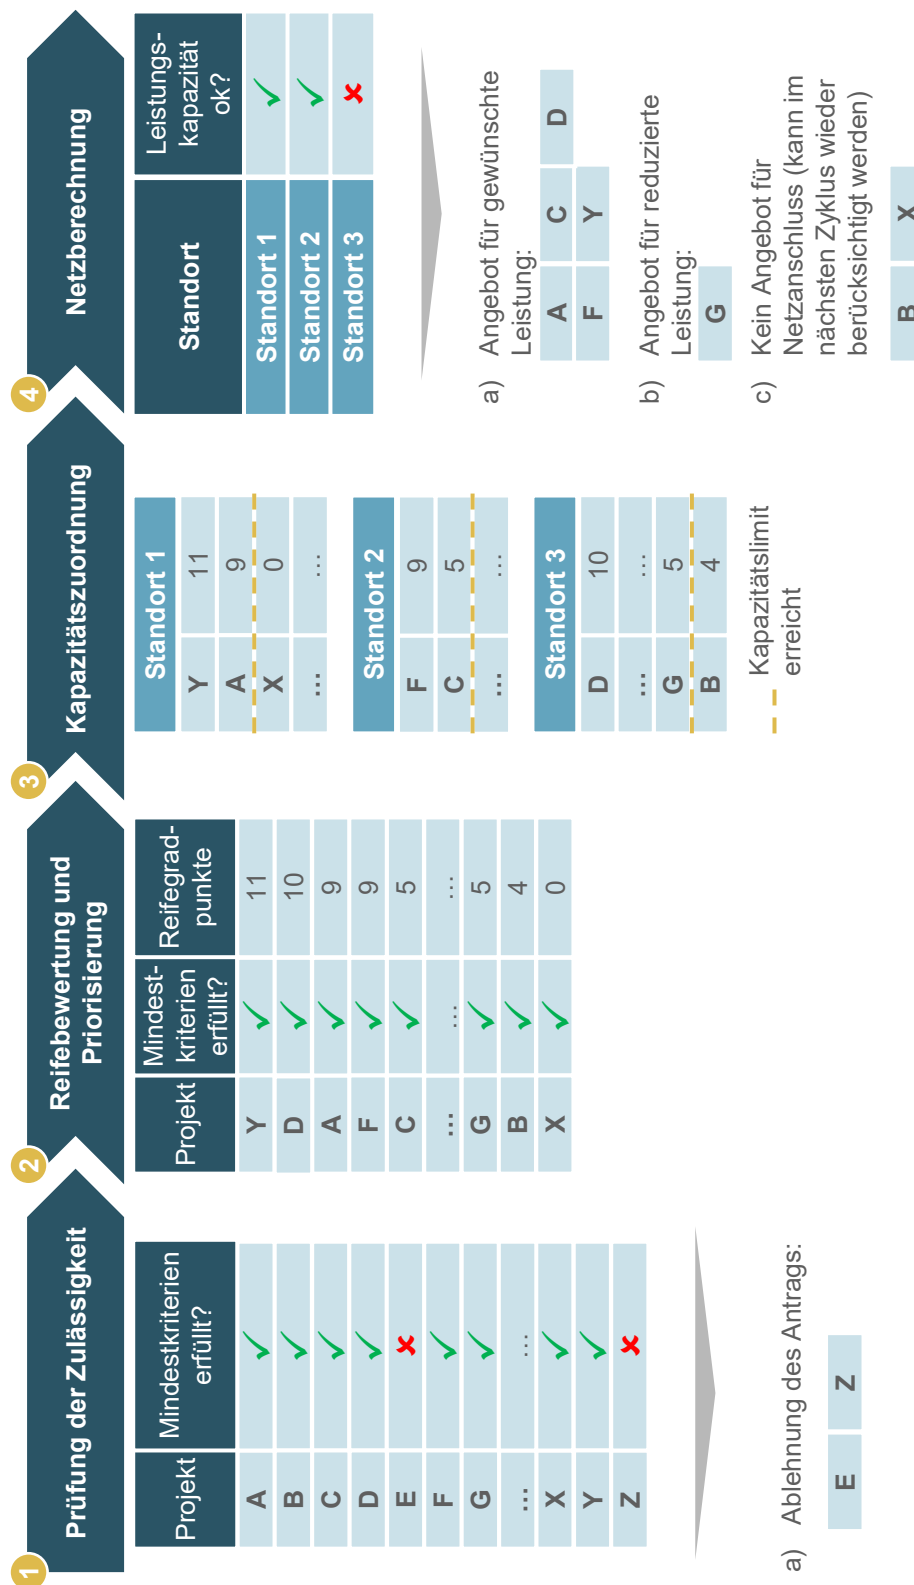 1
Prüfung der Zulässigkeit
Projekt
Mindestkriterien
erfüllt?
A
B
C
D
E
F
G
...
...
X
Y
Z
a) Ablehnung des Antrags:
E Z
2
Reifebewertung und
Priorisierung
Projekt
Mindest-
kriterien
erfüllt?
Reifegrad-
punkte
Y 11
D 10
A 9
F 9
C 5
... ... ...
G 5
B 4
X 0
3
Kapazitätszuordnung
Standort 1
Y 11
A 9
X 0
... ...
Standort 2
F 9
C 5
... ...
Standort 3
D 10
... ...
G 5
B 4
Kapazitätslimit
erreicht
4
Netzberechnung
Standort
Leistungs-
kapazität
ok?
Standort 1
Standort 2
Standort 3
a) Angebot für gewünschte
Leistung:
A C D
F Y
b) Angebot für reduzierte
Leistung:
G
c) Kein Angebot für
Netzanschluss (kann im
nächsten Zyklus wieder
berücksichtigt werden)
B X